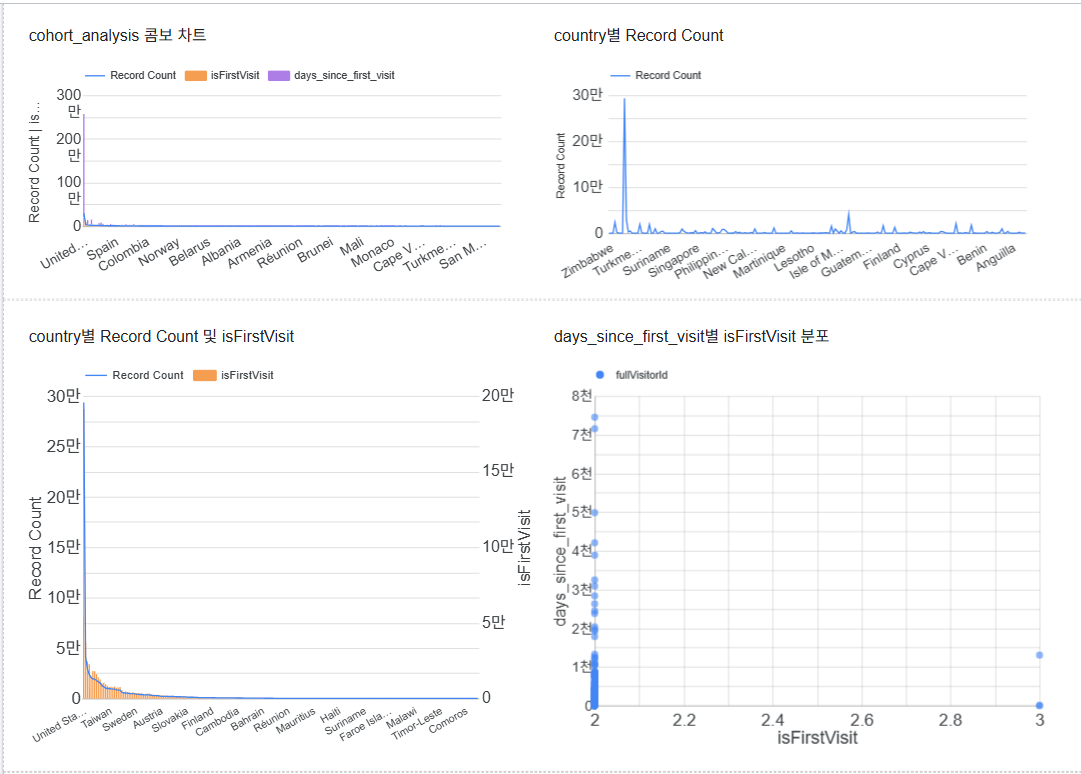 cohort_analysis 콤보 차트
Record Count isFirstVisit days_since_first_visit
Record Count | is...
300만
200만
100만
0
United… Spain Colombia Norway Belarus Albania Armenia Réunion Brunei Mali Monaco Cape V… Turkme… San M…
country별 Record Count
Record Count
Record Count
30만
20만
10만
0
Zimbabwe Turkme… Suriname Singapore Philippin… New Cal… Martinique Lesotho Isle of M… Guatem… Finland Cyprus Cape V… Benin Anguilla
country별 Record Count 및 isFirstVisit
Record Count isFirstVisit
Record Count
30만
25만
20만
15만
10만
5만
0
20만
15만
10만
5만
0
isFirstVisit
United Sta… Taiwan Sweden Austria Slovakia Finland Cambodia Bahrain Réunion Mauritius Haiti Suriname Faroe Isla… Malawi Timor-Leste Comoros
days_since_first_visit별 isFirstVisit 분포
fullVisitorId
days_since_first_visit
8천
7천
6천
5천
4천
3천
2천
1천
0
2 2.2 2.4 2.6 2.8 3
isFirstVisit